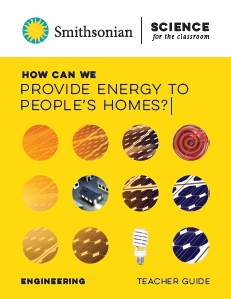 Smithsonian
SCIENCE
for the classroom
HOW CAN WE
PROVIDE ENERGY TO
PEOPLE'S HOMES?
ENGINEERING
TEACHER GUIDE